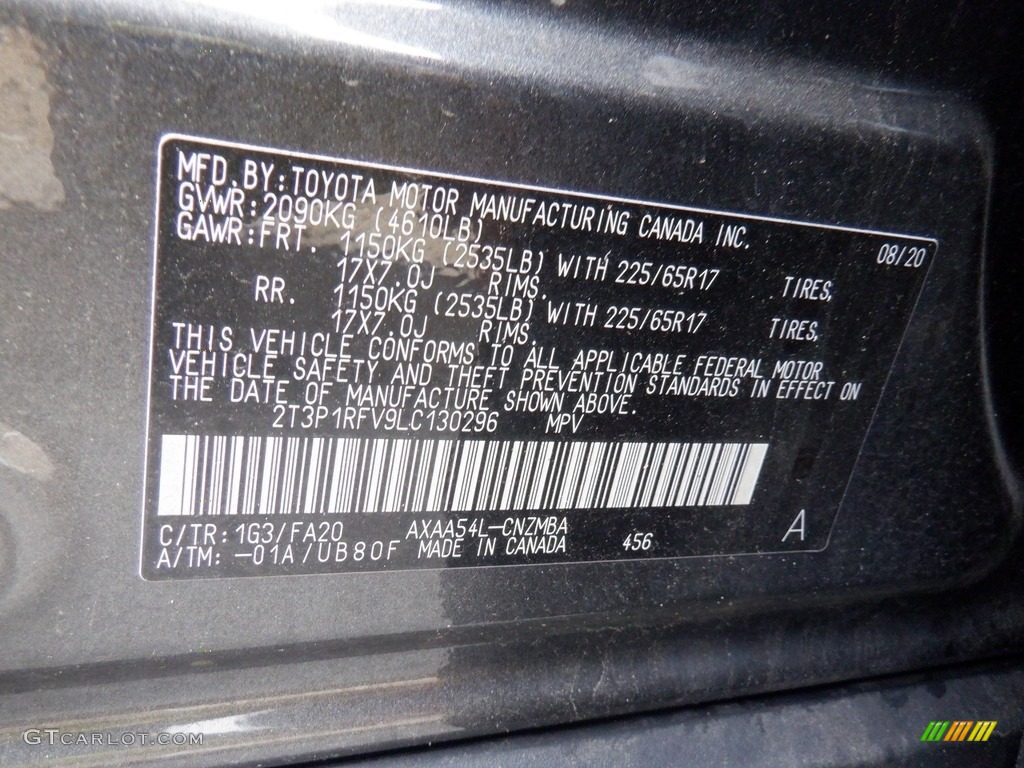 MFD.BY:TOYOTA MOTOR MANUFACTURING CANADA INC.
GVWR:2090KG (4610LB) 08/20
GAWR:FRT. 1150KG (2535LB) WITH 225/65R17 TIRES,
17X7.0J RIMS.
RR. 1150KG (2535LB) WITH 225/65R17 TIRES,
17X7.0J RIMS.
THIS VEHICLE CONFORMS TO ALL APPLICABLE FEDERAL MOTOR
VEHICLE SAFETY AND THEFT PREVENTION STANDARDS IN EFFECT ON
THE DATE OF MANUFACTURE SHOWN ABOVE.
2T3P1RFV9LC130296 MPV
C/TR:1G3/FA20 AXAA54L-CNZMBA A
A/TM: -01A/UB80F MADE IN CANADA 456
GTCARLOT.COM